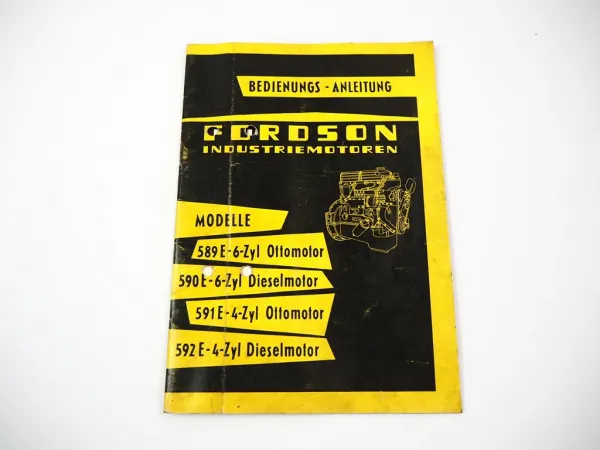 BEDIENUNGS - ANLEITUNG
FORDSON
INDUSTRIEMOTOREN
MODELLE
589 E - 6-Zyl Ottomotor
590 E - 6-Zyl Dieselmotor
591 E - 4-Zyl Ottomotor
592 E - 4-Zyl Dieselmotor